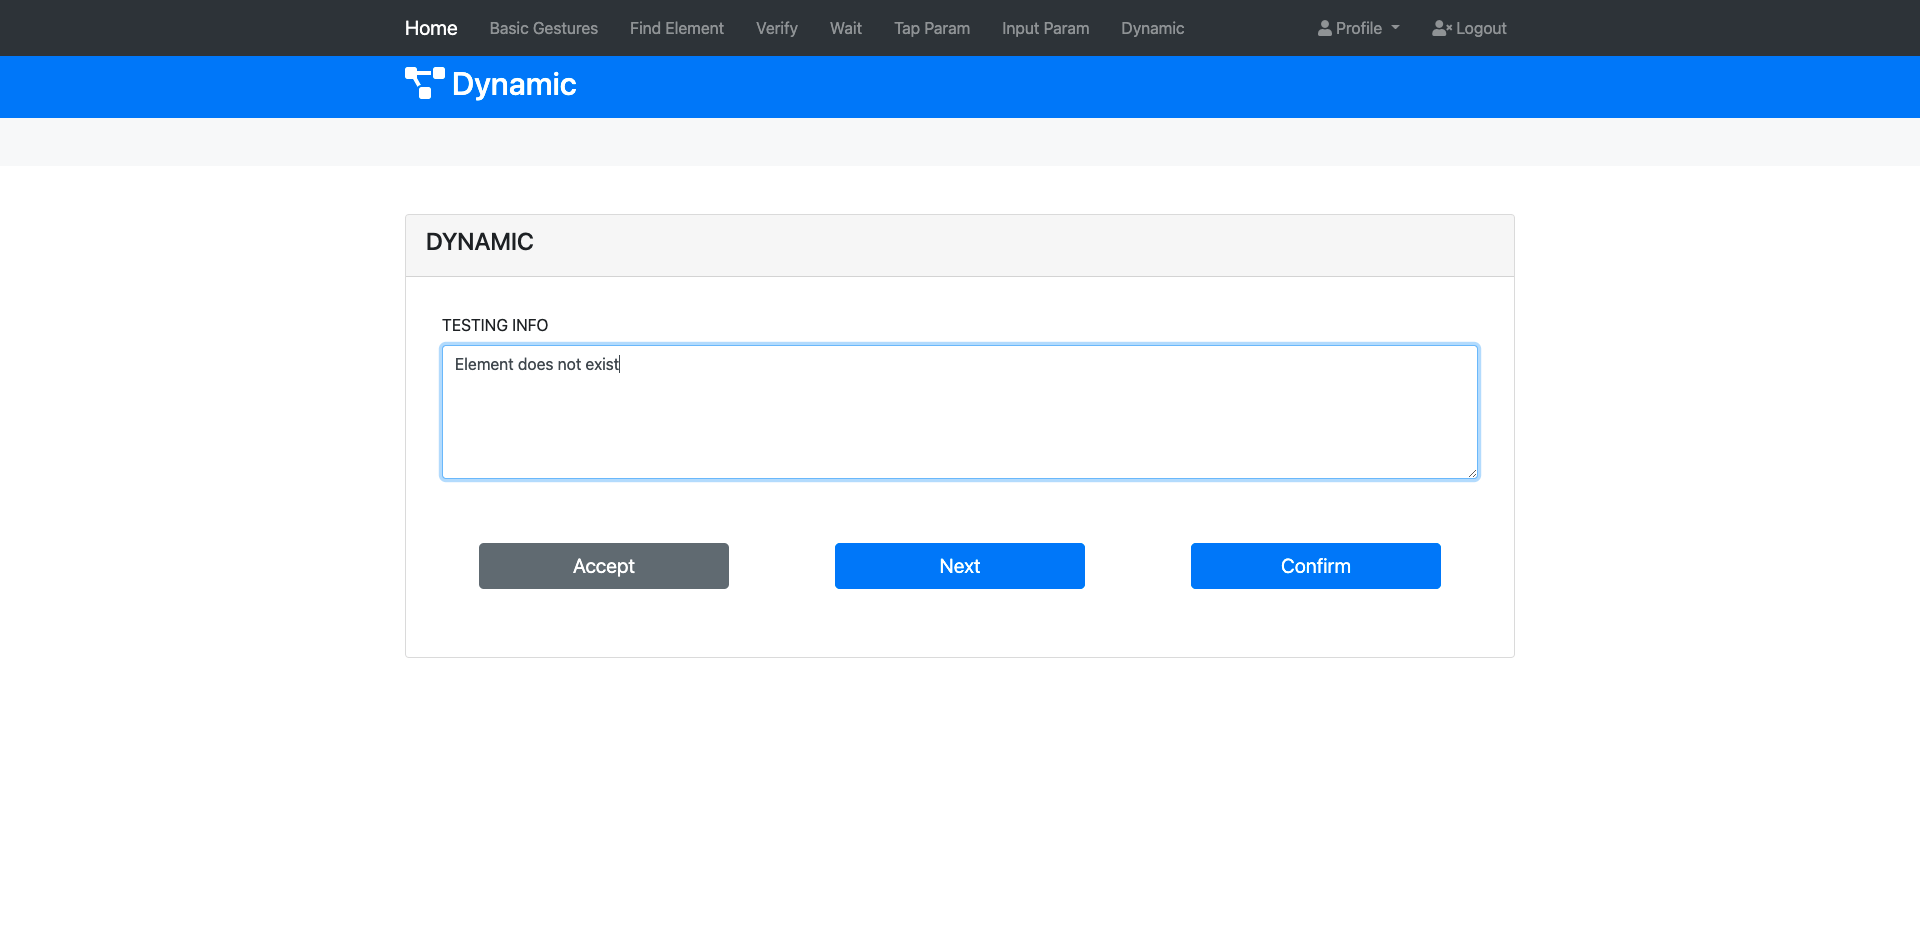 Home Basic Gestures Find Element Verify Wait Tap Param Input Param Dynamic Profile Logout
Dynamic
DYNAMIC
TESTING INFO
Element does not exist
Accept Next Confirm